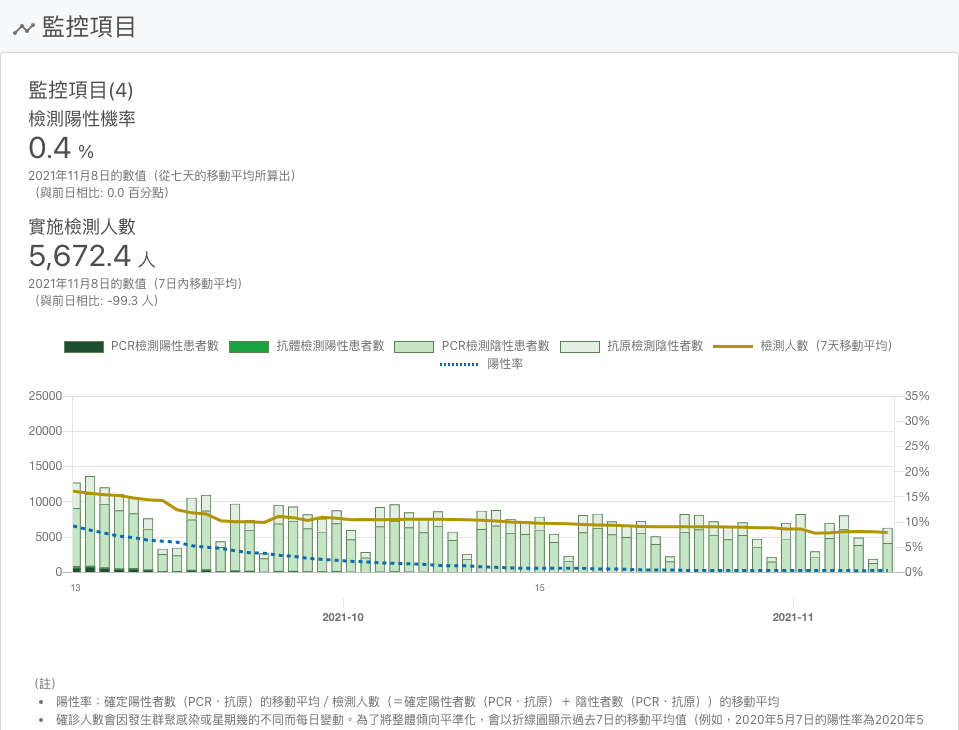 監控項目
監控項目(4)
檢測陽性機率
0.4 %
2021年11月8日的數值（從七天的移動平均所算出）
（與前日相比: 0.0 百分點）
實施檢測人數
5,672.4 人
2021年11月8日的數值（7日內移動平均）
（與前日相比: -99.3 人）
PCR檢測陽性患者數 抗體檢測陽性患者數 PCR檢測陰性患者數 抗原檢測陰性者數 檢測人數（7天移動平均）
陽性率
25000 35%
20000 30%
25%
15000 20%
10000 15%
10%
5000 5%
0 0%
13 15
2021-10 2021-11
（註）
• 陽性率：確定陽性者數（PCR・抗原）的移動平均 / 檢測人數（＝確定陽性者數（PCR・抗原）＋ 陰性者數（PCR・抗原））的移動平均
• 確診人數會因發生群聚感染或星期幾的不同而每日變動。為了將整體傾向平準化，會以折線圖顯示過去7日的移動平均值（例如，2020年5月7日的陽性率為2020年5